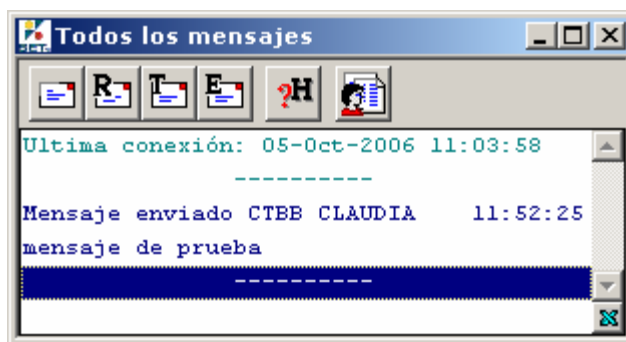 Todos los mensajes
R T E ?H
Ultima conexión: 05-Oct-2006 11:03:58
----------
Mensaje enviado CTBB CLAUDIA 11:52:25
mensaje de prueba
----------